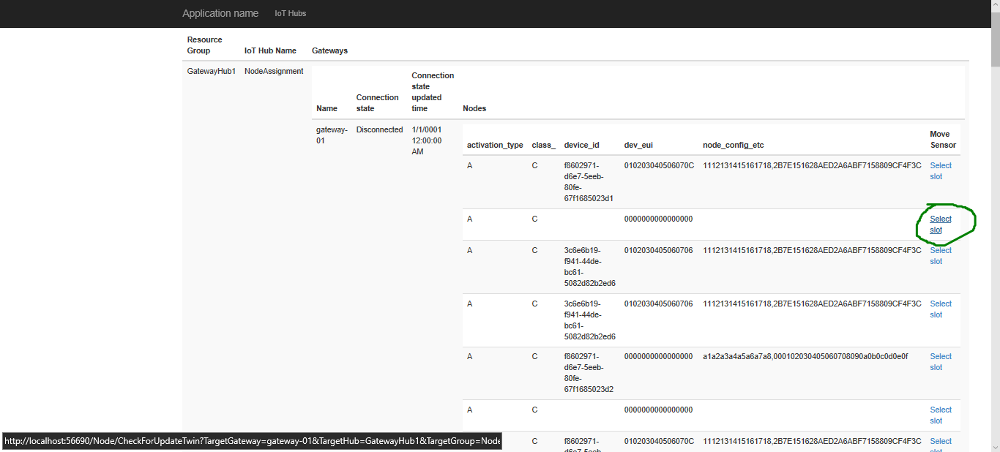 Application name IoT Hubs
Resource
Group IoT Hub Name Gateways
GatewayHub1 NodeAssignment
Connection
state
Connection updated
Name state time Nodes
gateway-
01 Disconnected 1/1/0001
12:00:00
AM
Move
activation_type class_ device_id dev_eui node_config_etc Sensor
A C f8602971- 010203040506070C 1112131415161718,2B7E151628AED2A6ABF7158809CF4F3C Select
d6e7-5eeb- slot
80fe-
67f1685023d1
A C 0000000000000000 Select
slot
A C 3c6e6b19- 0102030405060706 1112131415161718,2B7E151628AED2A6ABF7158809CF4F3C Select
f941-44de- slot
bc61-
5082d82b2ed6
A C 3c6e6b19- 0102030405060706 1112131415161718,2B7E151628AED2A6ABF7158809CF4F3C Select
f941-44de- slot
bc61-
5082d82b2ed6
A C f8602971- 0000000000000000 a1a2a3a4a5a6a7a8,000102030405060708090a0b0c0d0e0f Select
d6e7-5eeb- slot
80fe-
67f1685023d2
A C 0000000000000000 Select
slot
C f8602971- 010203040506070C 1112131415161718,2B7E151628AED2A6ABF7158809CF4F3C Select
d6e7-5eeb- slot
http://localhost:56690/Node/CheckForUpdateTwin?TargetGateway=gateway-01&TargetHub=GatewayHub1&TargetGroup=Node